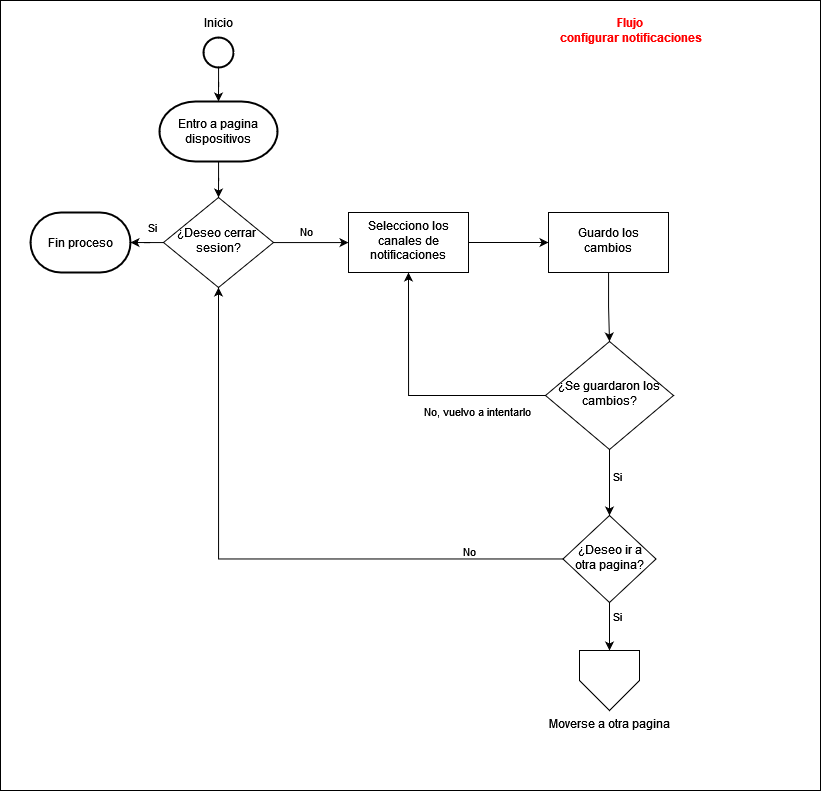 Inicio
Flujo
configurar notificaciones
Entro a pagina
dispositivos
Fin proceso
Si
¿Deseo cerrar
sesion?
No
Selecciono los
canales de
notificaciones
Guardo los
cambios
¿Se guardaron los
cambios?
No, vuelvo a intentarlo
Si
¿Deseo ir a
otra pagina?
No
Si
Moverse a otra pagina